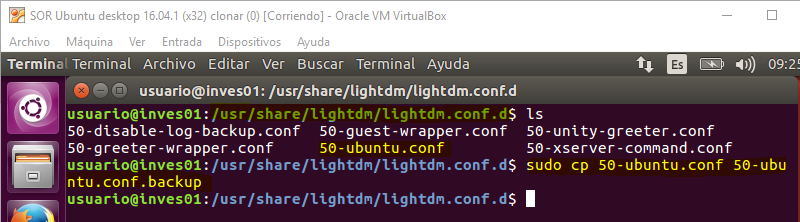 SOR Ubuntu desktop 16.04.1 (x32) clonar (0) [Corriendo] - Oracle VM VirtualBox
Archivo Máquina Ver Entrada Dispositivos Ayuda
Terminal Terminal Archivo Editar Ver Buscar Terminal Ayuda Es 09:25
usuario@inves01: /usr/share/lightdm/lightdm.conf.d
usuario@inves01:/usr/share/lightdm/lightdm.conf.d$ ls
50-disable-log-backup.conf 50-guest-wrapper.conf 50-unity-greeter.conf
50-greeter-wrapper.conf 50-ubuntu.conf 50-xserver-command.conf
usuario@inves01:/usr/share/lightdm/lightdm.conf.d$ sudo cp 50-ubuntu.conf 50-ubu
ntu.conf.backup
usuario@inves01:/usr/share/lightdm/lightdm.conf.d$